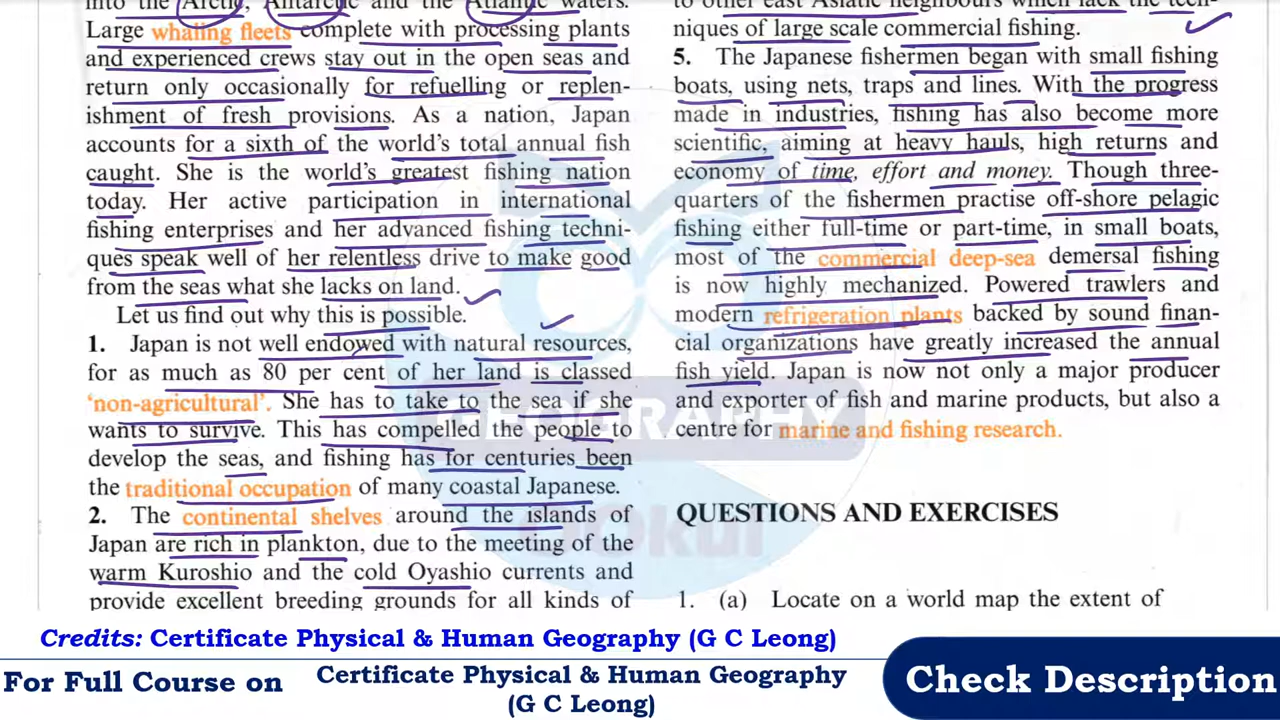 into the Arctic, Antarctic and the Atlantic waters.
Large whaling fleets complete with processing plants
and experienced crews stay out in the open seas and
return only occasionally for refuelling or replen-
ishment of fresh provisions. As a nation, Japan
accounts for a sixth of the world's total annual fish
caught. She is the world's greatest fishing nation
today. Her active participation in international
fishing enterprises and her advanced fishing techni-
ques speak well of her relentless drive to make good
from the seas what she lacks on land.
Let us find out why this is possible.
1. Japan is not well endowed with natural resources,
for as much as 80 per cent of her land is classed
'non-agricultural'. She has to take to the sea if she
wants to survive. This has compelled the people to
develop the seas, and fishing has for centuries been
the traditional occupation of many coastal Japanese.
2. The continental shelves around the islands of
Japan are rich in plankton, due to the meeting of the
warm Kuroshio and the cold Oyashio currents and
provide excellent breeding grounds for all kinds of
to other east Asiatic neighbours which lack the tech-
niques of large scale commercial fishing.
5. The Japanese fishermen began with small fishing
boats, using nets, traps and lines. With the progress
made in industries, fishing has also become more
scientific, aiming at heavy hauls, high returns and
economy of time, effort and money. Though three-
quarters of the fishermen practise off-shore pelagic
fishing either full-time or part-time, in small boats,
most of the commercial deep-sea demersal fishing
is now highly mechanized. Powered trawlers and
modern refrigeration plants backed by sound finan-
cial organizations have greatly increased the annual
fish yield. Japan is now not only a major producer
and exporter of fish and marine products, but also a
centre for marine and fishing research.
QUESTIONS AND EXERCISES
1. (a) Locate on a world map the extent of
GEOGRAPHY
Gokul
Credits: Certificate Physical & Human Geography (G C Leong)
For Full Course on
Certificate Physical & Human Geography
(G C Leong)
Check Description